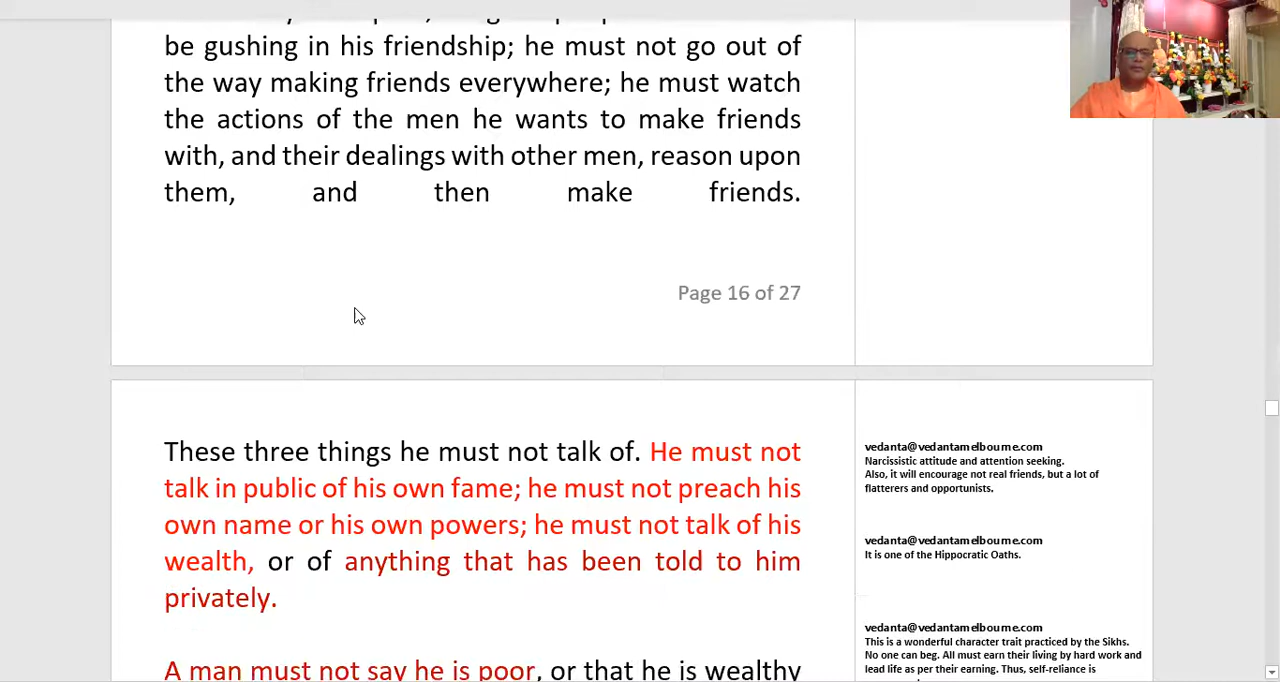 be gushing in his friendship; he must not go out of
the way making friends everywhere; he must watch
the actions of the men he wants to make friends
with, and their dealings with other men, reason upon
them, and then make friends.
Page 16 of 27
These three things he must not talk of. He must not
talk in public of his own fame; he must not preach his
own name or his own powers; he must not talk of his
wealth, or of anything that has been told to him
privately.
A man must not say he is poor, or that he is wealthy
vedanta@vedantamelbourne.com
Narcissistic attitude and attention seeking.
Also, it will encourage not real friends, but a lot of
flatterers and opportunists.
vedanta@vedantamelbourne.com
It is one of the Hippocratic Oaths.
vedanta@vedantamelbourne.com
This is a wonderful character trait practiced by the Sikhs.
No one can beg. All must earn their living by hard work and
lead life as per their earning. Thus, self-reliance is